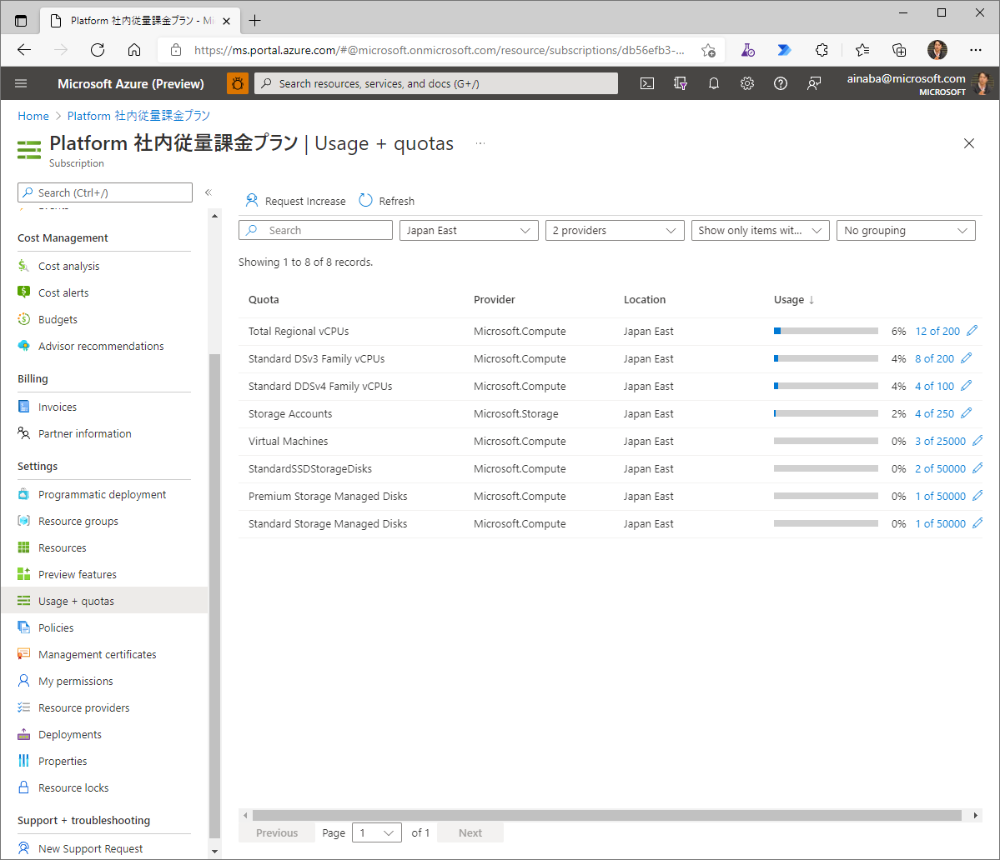 Platform 社内従量課金プラン - Mi
https://ms.portal.azure.com/#@microsoft.onmicrosoft.com/resource/subscriptions/db56efb3-...
Microsoft Azure (Preview)
Search resources, services, and docs (G+/)
ainaba@microsoft.com
MICROSOFT
Home > Platform 社内従量課金プラン
Platform 社内従量課金プラン | Usage + quotas ...
Subscription
Search (Ctrl+/)
«
Cost Management
Cost analysis
Cost alerts
Budgets
Advisor recommendations
Billing
Invoices
Partner information
Settings
Programmatic deployment
Resource groups
Resources
Preview features
Usage + quotas
Policies
Management certificates
My permissions
Resource providers
Deployments
Properties
Resource locks
Support + troubleshooting
New Support Request
Request Increase Refresh
Search Japan East 2 providers Show only items wit... No grouping
Showing 1 to 8 of 8 records.
Quota Provider Location Usage ↓
Total Regional vCPUs Microsoft.Compute Japan East 6% 12 of 200
Standard DSv3 Family vCPUs Microsoft.Compute Japan East 4% 8 of 200
Standard DDSv4 Family vCPUs Microsoft.Compute Japan East 4% 4 of 100
Storage Accounts Microsoft.Storage Japan East 2% 4 of 250
Virtual Machines Microsoft.Compute Japan East 0% 3 of 25000
StandardSSDStorageDisks Microsoft.Compute Japan East 0% 2 of 50000
Premium Storage Managed Disks Microsoft.Compute Japan East 0% 1 of 50000
Standard Storage Managed Disks Microsoft.Compute Japan East 0% 1 of 50000
Previous Page 1 of 1 Next